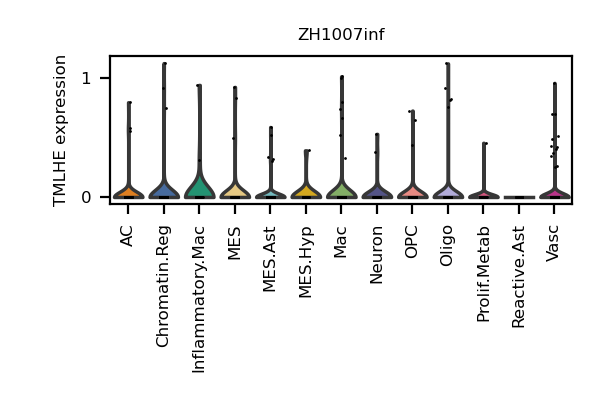 ZH1007inf
TMLHE expression
1
0
AC
Chromatin.Reg
Inflammatory.Mac
MES
MES.Ast
MES.Hyp
Mac
Neuron
OPC
Oligo
Prolif.Metab
Reactive.Ast
Vasc